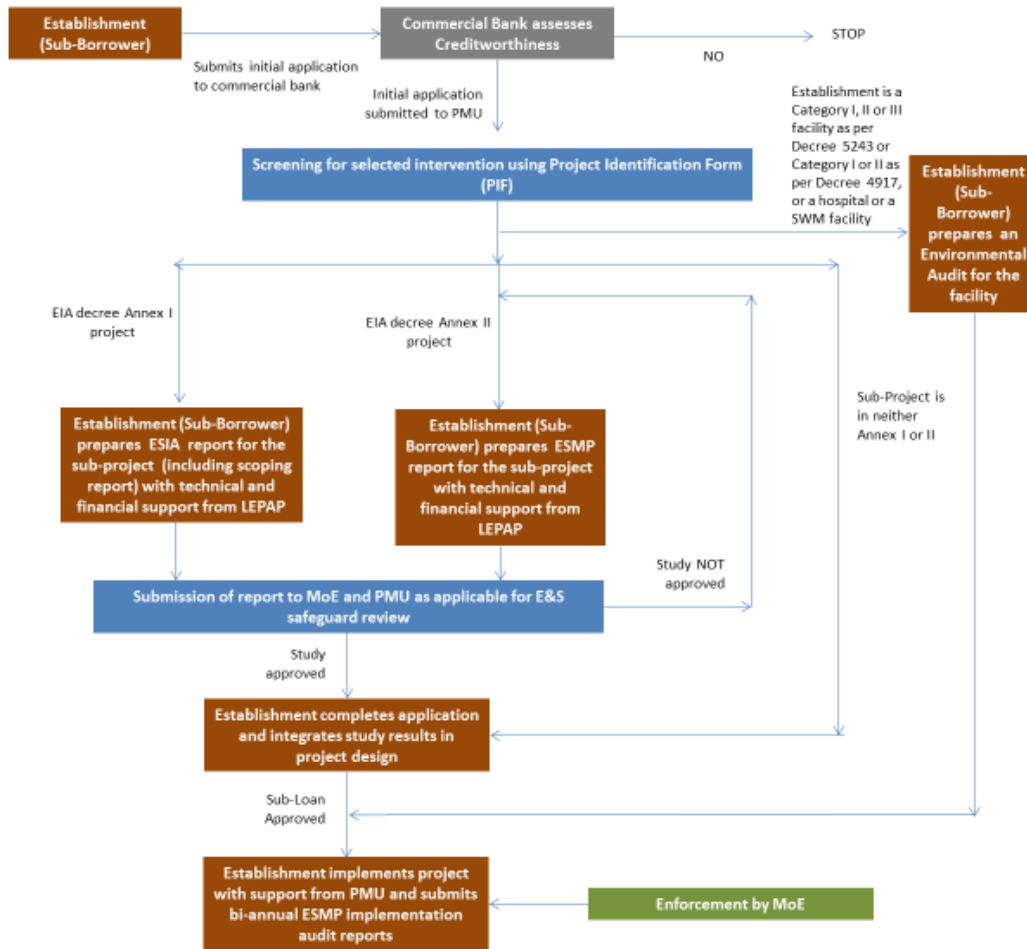 Establishment
(Sub-Borrower)
Commercial Bank assesses
Creditworthiness
STOP
NO
Submits initial application
to commercial bank
Initial application
submitted to PMU
Establishment is a
Category I, II or III
facility as per
Decree 5243 or
Category I or II as
per Decree 4917,
or a hospital or a
SWM facility
Screening for selected intervention using Project Identification Form
(PIF)
Establishment
(Sub-
Borrower)
prepares an
Environmental
Audit for the
facility
EIA decree Annex I
project
EIA decree Annex II
project
Sub-Project is
in neither
Annex I or II
Establishment (Sub-Borrower)
prepares ESIA report for the
sub-project (including scoping
report) with technical and
financial support from LEPAP
Establishment (Sub-
Borrower) prepares ESMP
report for the sub-project
with technical and
financial support from
LEPAP
Study NOT
approved
Submission of report to MoE and PMU as applicable for E&S
safeguard review
Study
approved
Establishment completes application
and integrates study results in
project design
Sub-Loan
Approved
Establishment implements project
with support from PMU and submits
bi-annual ESMP implementation
audit reports
Enforcement by MoE